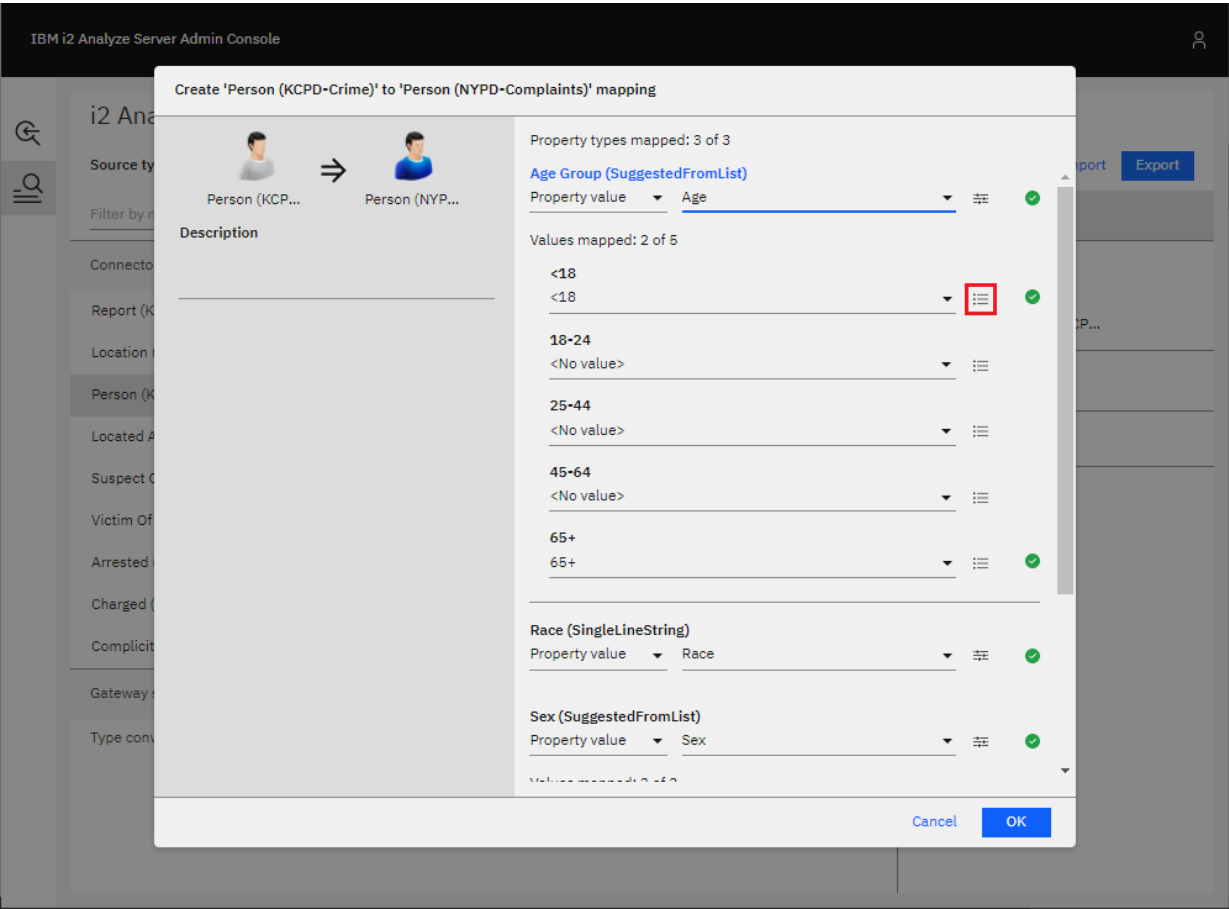 IBM i2 Analyze Server Admin Console
Create 'Person (KCPD-Crime)' to 'Person (NYPD-Complaints)' mapping
i2 Ana
Source ty
Filter by n
Connecto
Report (K
Location
Person (K
Located A
Suspect C
Victim Of
Arrested
Charged (
Complicit
Gateway s
Type conv
Person (KCP...
Person (NYP...
Description
Property types mapped: 3 of 3
Age Group (SuggestedFromList)
Property value Age
Values mapped: 2 of 5
<18
<18
18-24
<No value>
25-44
<No value>
45-64
<No value>
65+
65+
Race (SingleLineString)
Property value Race
Sex (SuggestedFromList)
Property value Sex
Values mapped:
Cancel OK
port Export
CP...